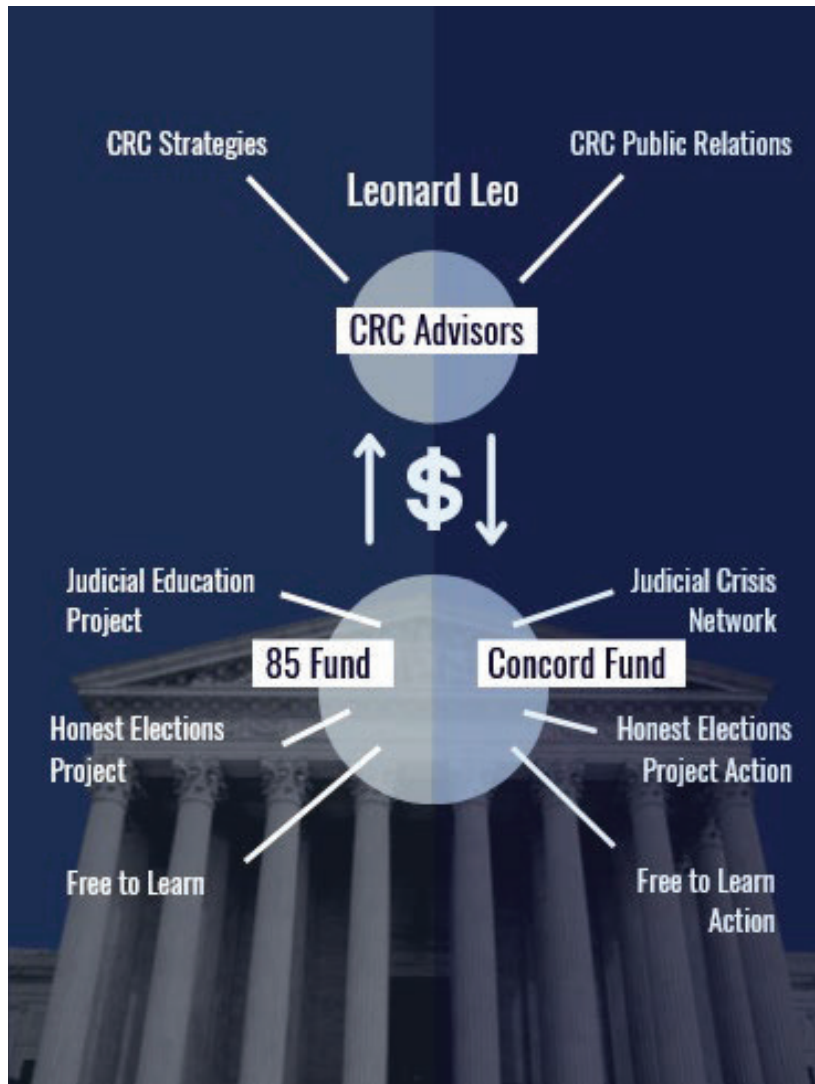 CRC Strategies
CRC Public Relations
Leonard Leo
CRC Advisors
$
Judicial Education
Project
Judicial Crisis
Network
85 Fund
Concord Fund
Honest Elections
Project
Honest Elections
Project Action
Free to Learn
Free to Learn
Action